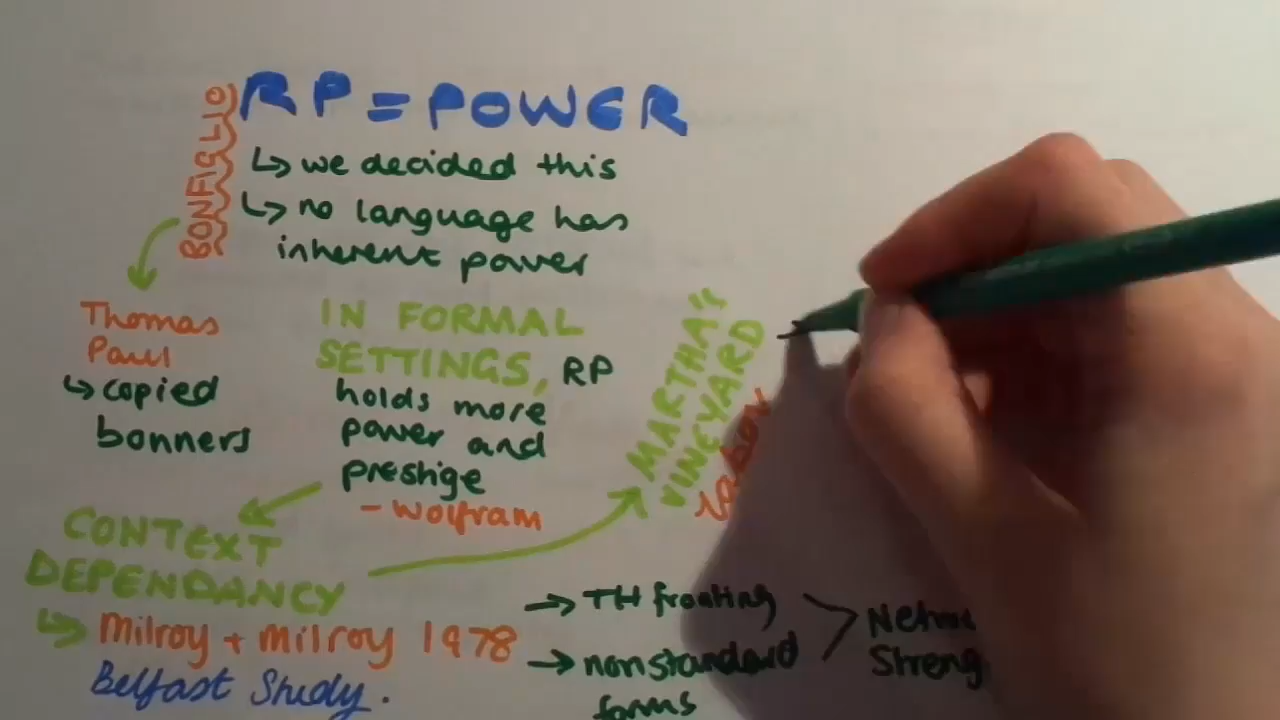 RP = POWER
BONFIGLIO
↳ we decided this
↳ no language has
inherent power
Thomas
Paul
↳ copied
bonners
IN FORMAL
SETTINGS, RP
holds more
power and
prestige
- Wolfram
MARTHA'S
VINEYARD
Labov
CONTEXT
DEPENDANCY
↳ Milroy + Milroy 1978
Belfast Study.
→ TH fronting
→ nonstandard
forms